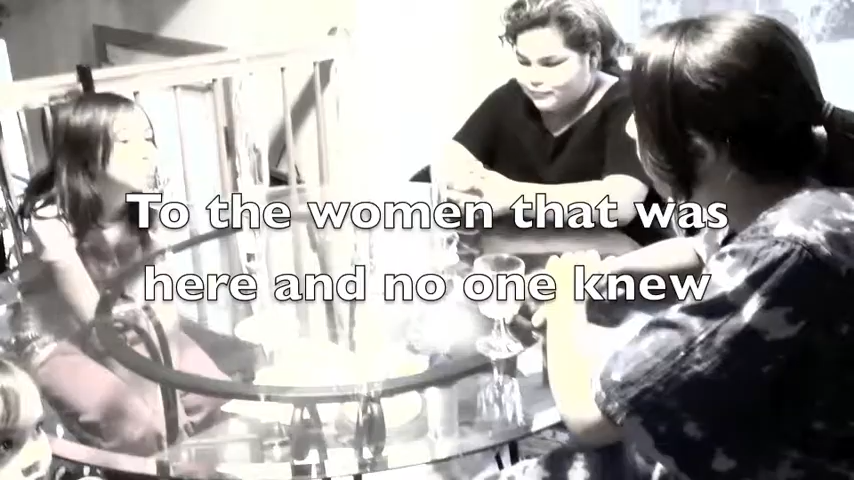 To the women that was
here and no one knew